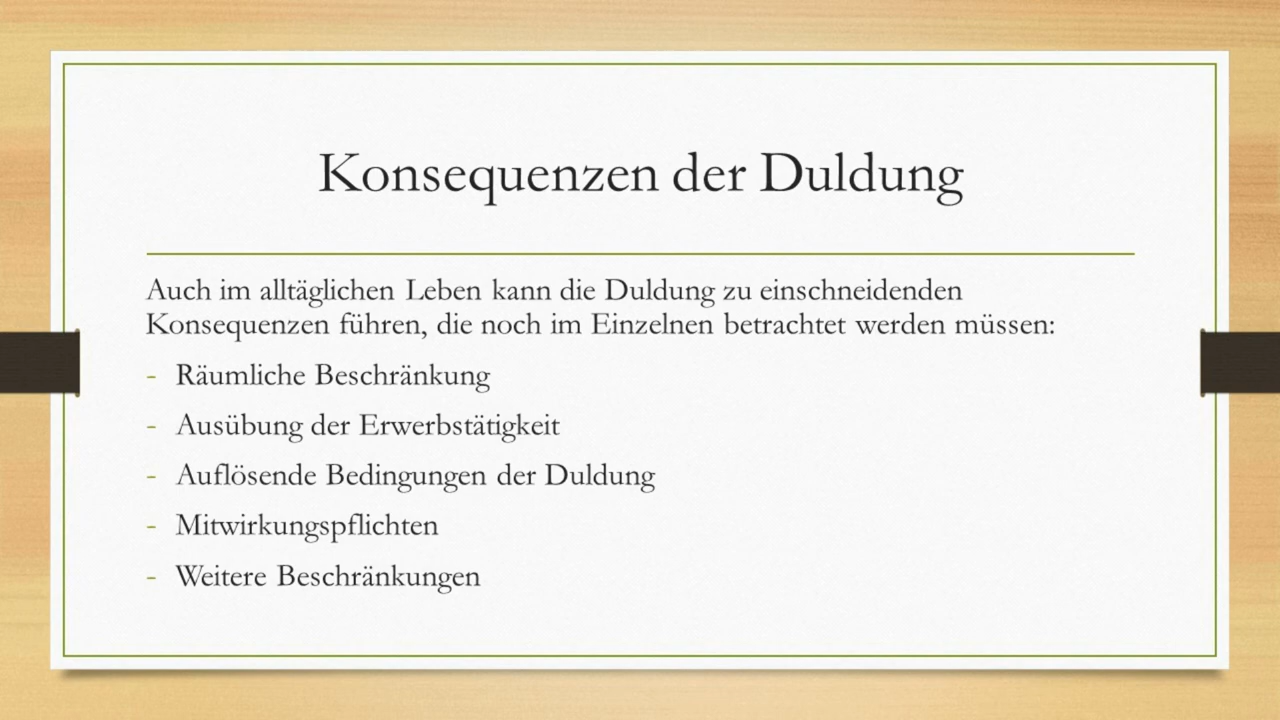 Konsequenzen der Duldung
Auch im alltäglichen Leben kann die Duldung zu einschneidenden
Konsequenzen führen, die noch im Einzelnen betrachtet werden müssen:
- Räumliche Beschränkung
- Ausübung der Erwerbstätigkeit
- Auflösende Bedingungen der Duldung
- Mitwirkungspflichten
- Weitere Beschränkungen